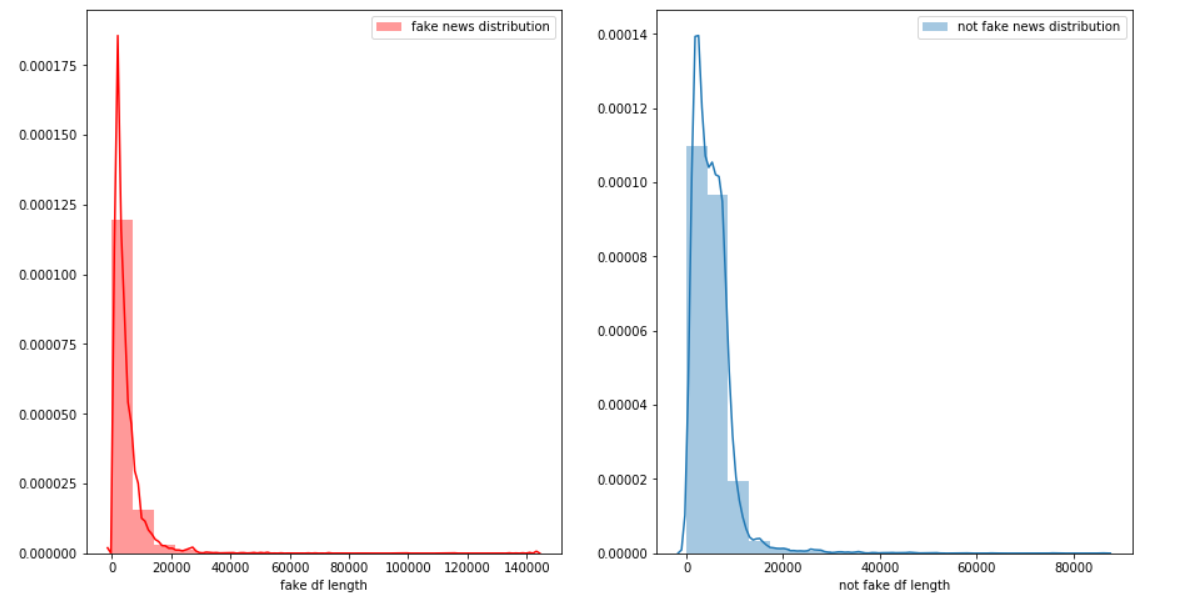 fake news distribution
0.000175
0.000150
0.000125
0.000100
0.000075
0.000050
0.000025
0.000000
0 20000 40000 60000 80000 100000 120000 140000
fake df length
not fake news distribution
0.00014
0.00012
0.00010
0.00008
0.00006
0.00004
0.00002
0.00000
0 20000 40000 60000 80000
not fake df length